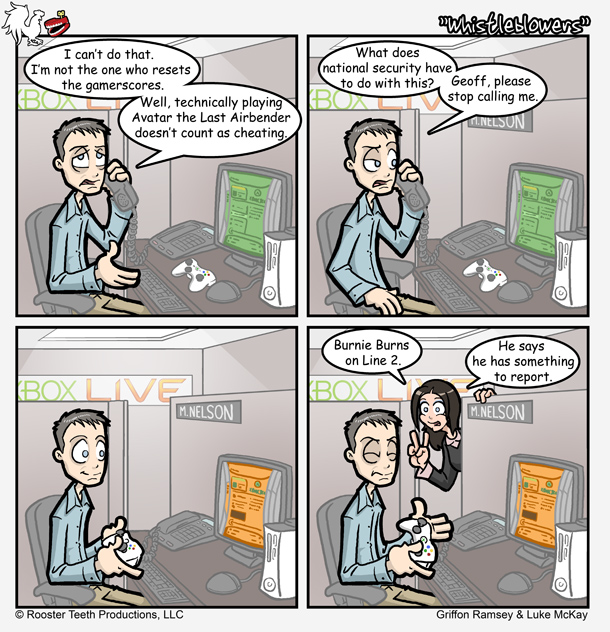 "Whistleblowers"
I can't do that.
I'm not the one who resets
the gamerscores.
Well, technically playing
Avatar the Last Airbender
doesn't count as cheating.
XBOX LIVE
What does
national security have
to do with this?
Geoff, please
stop calling me.
XBOX LIVE
M.NELSON
XBOX LIVE
M.NELSON
Burnie Burns
on Line 2.
He says
he has something
to report.
XBOX LIVE
M.NELSON
© Rooster Teeth Productions, LLC
Griffon Ramsey & Luke McKay